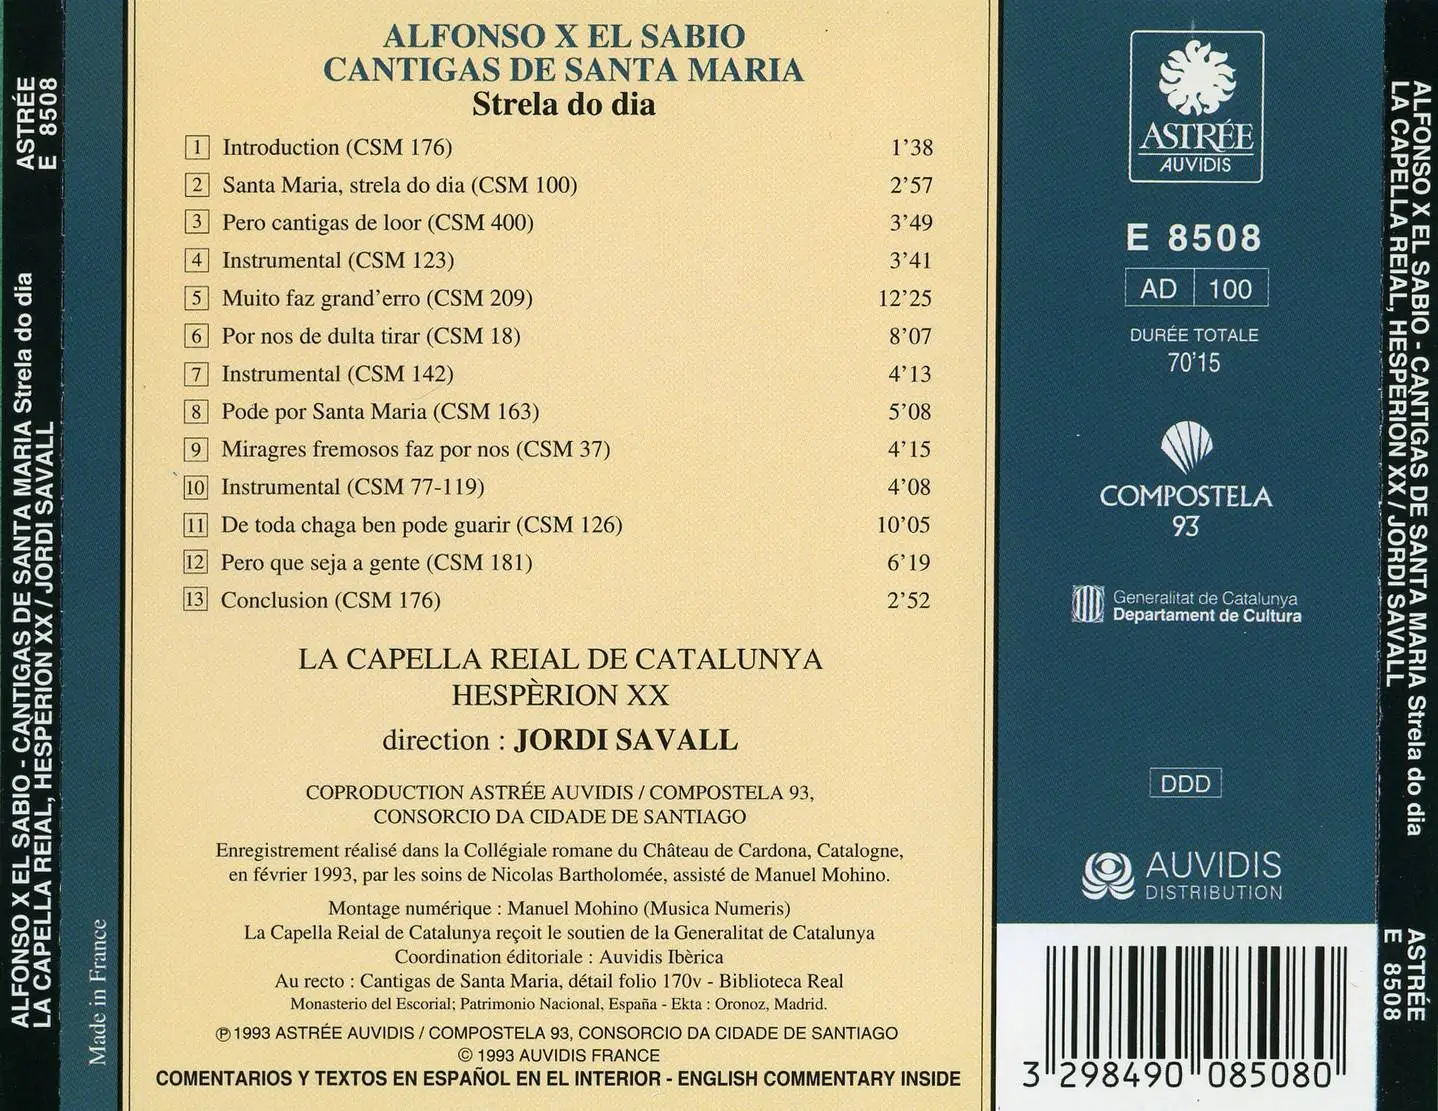 ALFONSO X EL SABIO - CANTIGAS DE SANTA MARIA Strela do dia
LA CAPELLA REIAL, HESPERION XX / JORDI SAVALL
ASTRÉE
E 8508
Made in France
ALFONSO X EL SABIO
CANTIGAS DE SANTA MARIA
Strela do dia
1 Introduction (CSM 176) 1'38
2 Santa Maria, strela do dia (CSM 100) 2'57
3 Pero cantigas de loor (CSM 400) 3'49
4 Instrumental (CSM 123) 3'41
5 Muito faz grand'erro (CSM 209) 12'25
6 Por nos de dulta tirar (CSM 18) 8'07
7 Instrumental (CSM 142) 4'13
8 Pode por Santa Maria (CSM 163) 5'08
9 Miragres fremosos faz por nos (CSM 37) 4'15
10 Instrumental (CSM 77-119) 4'08
11 De toda chaga ben pode guarir (CSM 126) 10'05
12 Pero que seja a gente (CSM 181) 6'19
13 Conclusion (CSM 176) 2'52
LA CAPELLA REIAL DE CATALUNYA
HESPÈRION XX
direction : JORDI SAVALL
COPRODUCTION ASTRÉE AUVIDIS / COMPOSTELA 93,
CONSORCIO DA CIDADE DE SANTIAGO
Enregistrement réalisé dans la Collégiale romane du Château de Cardona, Catalogne,
en février 1993, par les soins de Nicolas Bartholomée, assisté de Manuel Mohino.
Montage numérique : Manuel Mohino (Musica Numeris)
La Capella Reial de Catalunya reçoit le soutien de la Generalitat de Catalunya
Coordination éditoriale : Auvidis Ibèrica
Au recto : Cantigas de Santa Maria, détail folio 170v - Biblioteca Real
Monasterio del Escorial; Patrimonio Nacional, España - Ekta : Oronoz, Madrid.
℗ 1993 ASTRÉE AUVIDIS / COMPOSTELA 93, CONSORCIO DA CIDADE DE SANTIAGO
© 1993 AUVIDIS FRANCE
COMENTARIOS Y TEXTOS EN ESPAÑOL EN EL INTERIOR - ENGLISH COMMENTARY INSIDE
ASTRÉE
AUVIDIS
E 8508
AD 100
DURÉE TOTALE
70'15
COMPOSTELA
93
Generalitat de Catalunya
Departament de Cultura
DDD
AUVIDIS
DISTRIBUTION
3 298490 085080
ALFONSO X EL SABIO - CANTIGAS DE SANTA MARIA Strela do dia
LA CAPELLA REIAL, HESPERION XX / JORDI SAVALL
ASTRÉE
E 8508